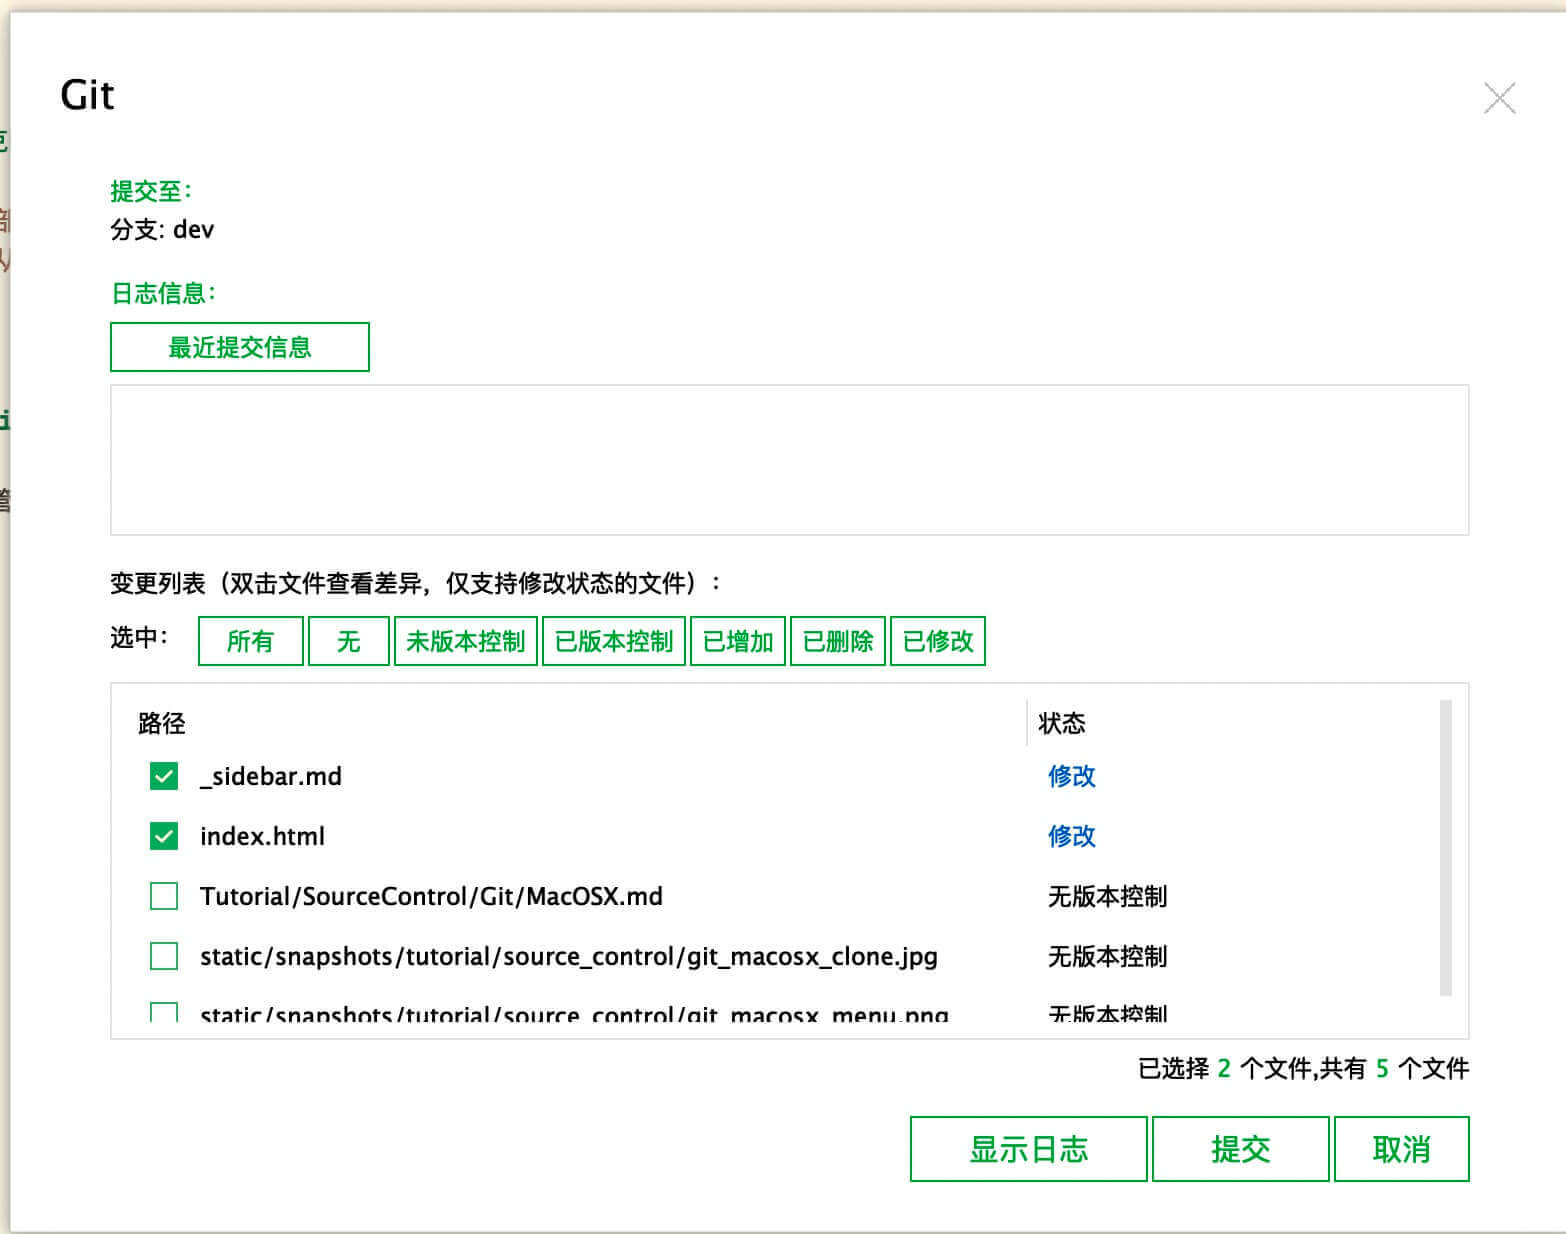 Git
提交至：
分支: dev
日志信息：
最近提交信息
变更列表（双击文件查看差异，仅支持修改状态的文件）：
选中： 所有 无 未版本控制 已版本控制 已增加 已删除 已修改
路径 状态
_sidebar.md 修改
index.html 修改
Tutorial/SourceControl/Git/MacOSX.md 无版本控制
static/snapshots/tutorial/source_control/git_macosx_clone.jpg 无版本控制
static/snapshots/tutorial/source_control/git_macosx_menu.png 无版本控制
已选择 2 个文件,共有 5 个文件
显示日志 提交 取消